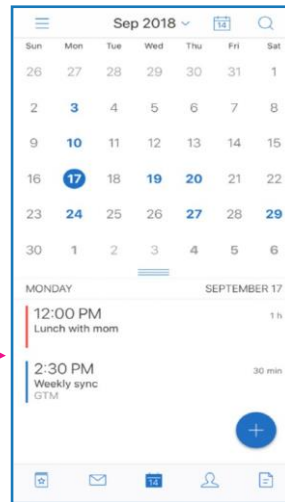 Sep 2018
14
Sun Mon Tue Wed Thu Fri Sat
26 27 28 29 30 31 1
2 3 4 5 6 7 8
9 10 11 12 13 14 15
16 17 18 19 20 21 22
23 24 25 26 27 28 29
30 1 2 3 4 5 6
MONDAY SEPTEMBER 17
12:00 PM 1 h
Lunch with mom
2:30 PM 30 min
Weekly sync
GTM
14